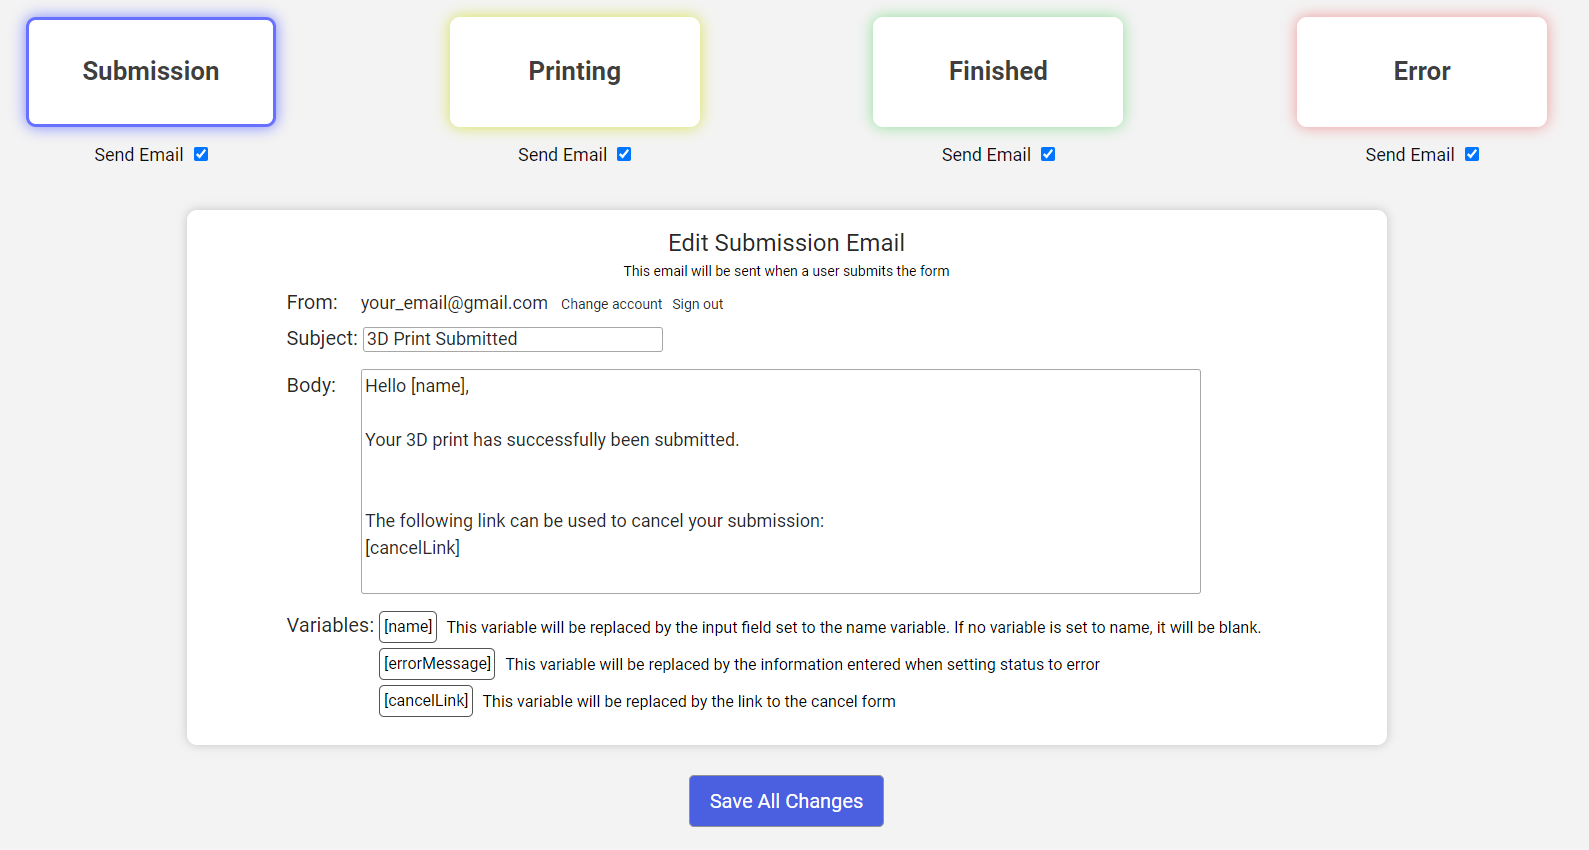 Submission
Printing
Finished
Error
Send Email
Send Email
Send Email
Send Email
Edit Submission Email
This email will be sent when a user submits the form
From: your_email@gmail.com Change account Sign out
Subject: 3D Print Submitted
Body: Hello [name],
Your 3D print has successfully been submitted.
The following link can be used to cancel your submission:
[cancelLink]
Variables: [name] This variable will be replaced by the input field set to the name variable. If no variable is set to name, it will be blank.
[errorMessage] This variable will be replaced by the information entered when setting status to error
[cancelLink] This variable will be replaced by the link to the cancel form
Save All Changes